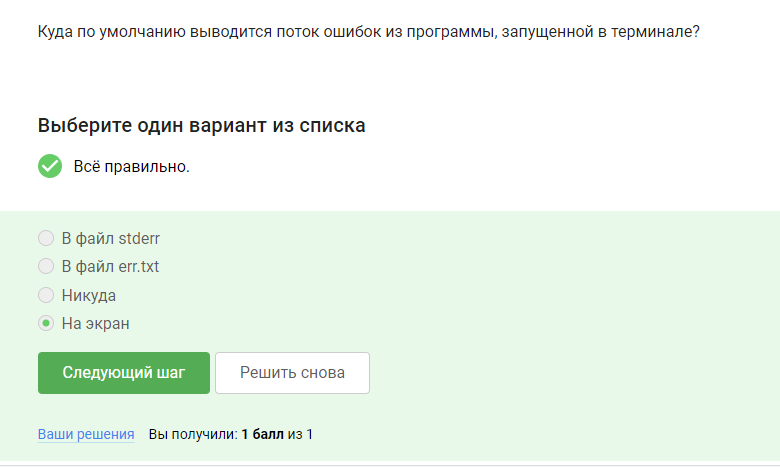 Куда по умолчанию выводится поток ошибок из программы, запущенной в терминале?
Выберите один вариант из списка
Всё правильно.
В файл stderr
В файл err.txt
Никуда
На экран
Следующий шаг
Решить снова
Ваши решения Вы получили: 1 балл из 1